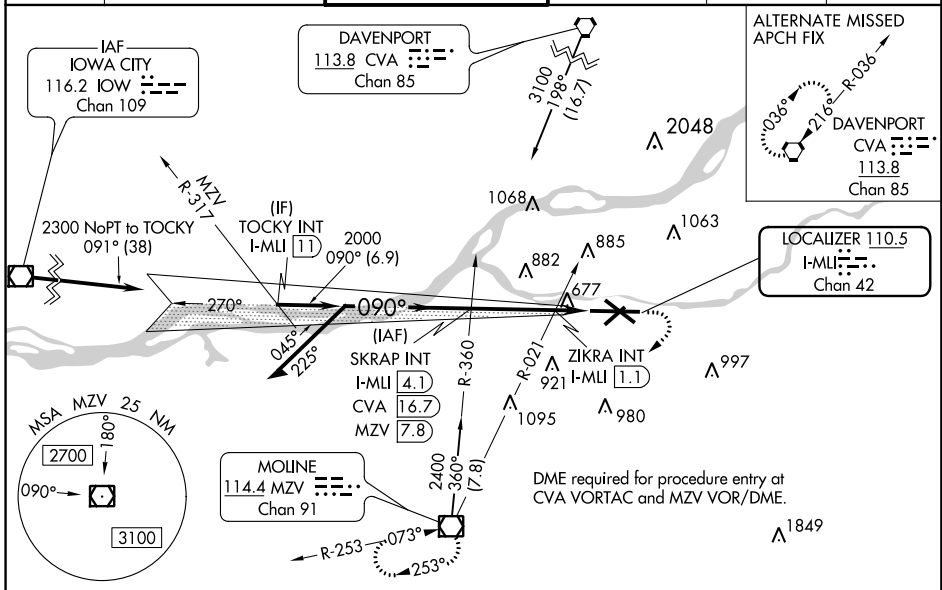 IAF
IOWA CITY
116.2 IOW
Chan 109
DAVENPORT
113.8 CVA
Chan 85
3100
198°
(16.7)
ALTERNATE MISSED
APCH FIX
R-036
036°
216°
DAVENPORT
CVA
113.8
Chan 85
2048
MZV
R-317
1068
1063
2300 NoPT to TOCKY
091° (38)
(IF)
TOCKY INT
I-MLI 11
2000
090° (6.9)
882
885
LOCALIZER 110.5
I-MLI
Chan 42
677
270°
090°
045°
225°
(IAF)
SKRAP INT
I-MLI 4.1
CVA 16.7
MZV 7.8
R-360
R-021
ZIKRA INT
I-MLI 1.1
921
997
1095
980
MSA MZV 25 NM
180°
2700
090°
3100
MOLINE
114.4 MZV
Chan 91
2400
360°
(7.8)
DME required for procedure entry at
CVA VORTAC and MZV VOR/DME.
1849
R-253
073°
253°